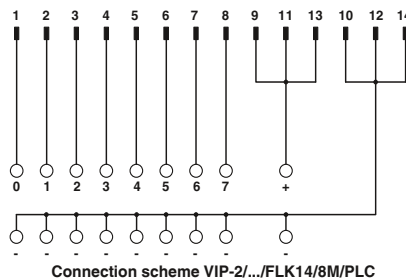 1 2 3 4 5 6 7 8 9 11 13 10 12 14
0 1 2 3 4 5 6 7 +
- - - - - - - - -
Connection scheme VIP-2/.../FLK14/8M/PLC